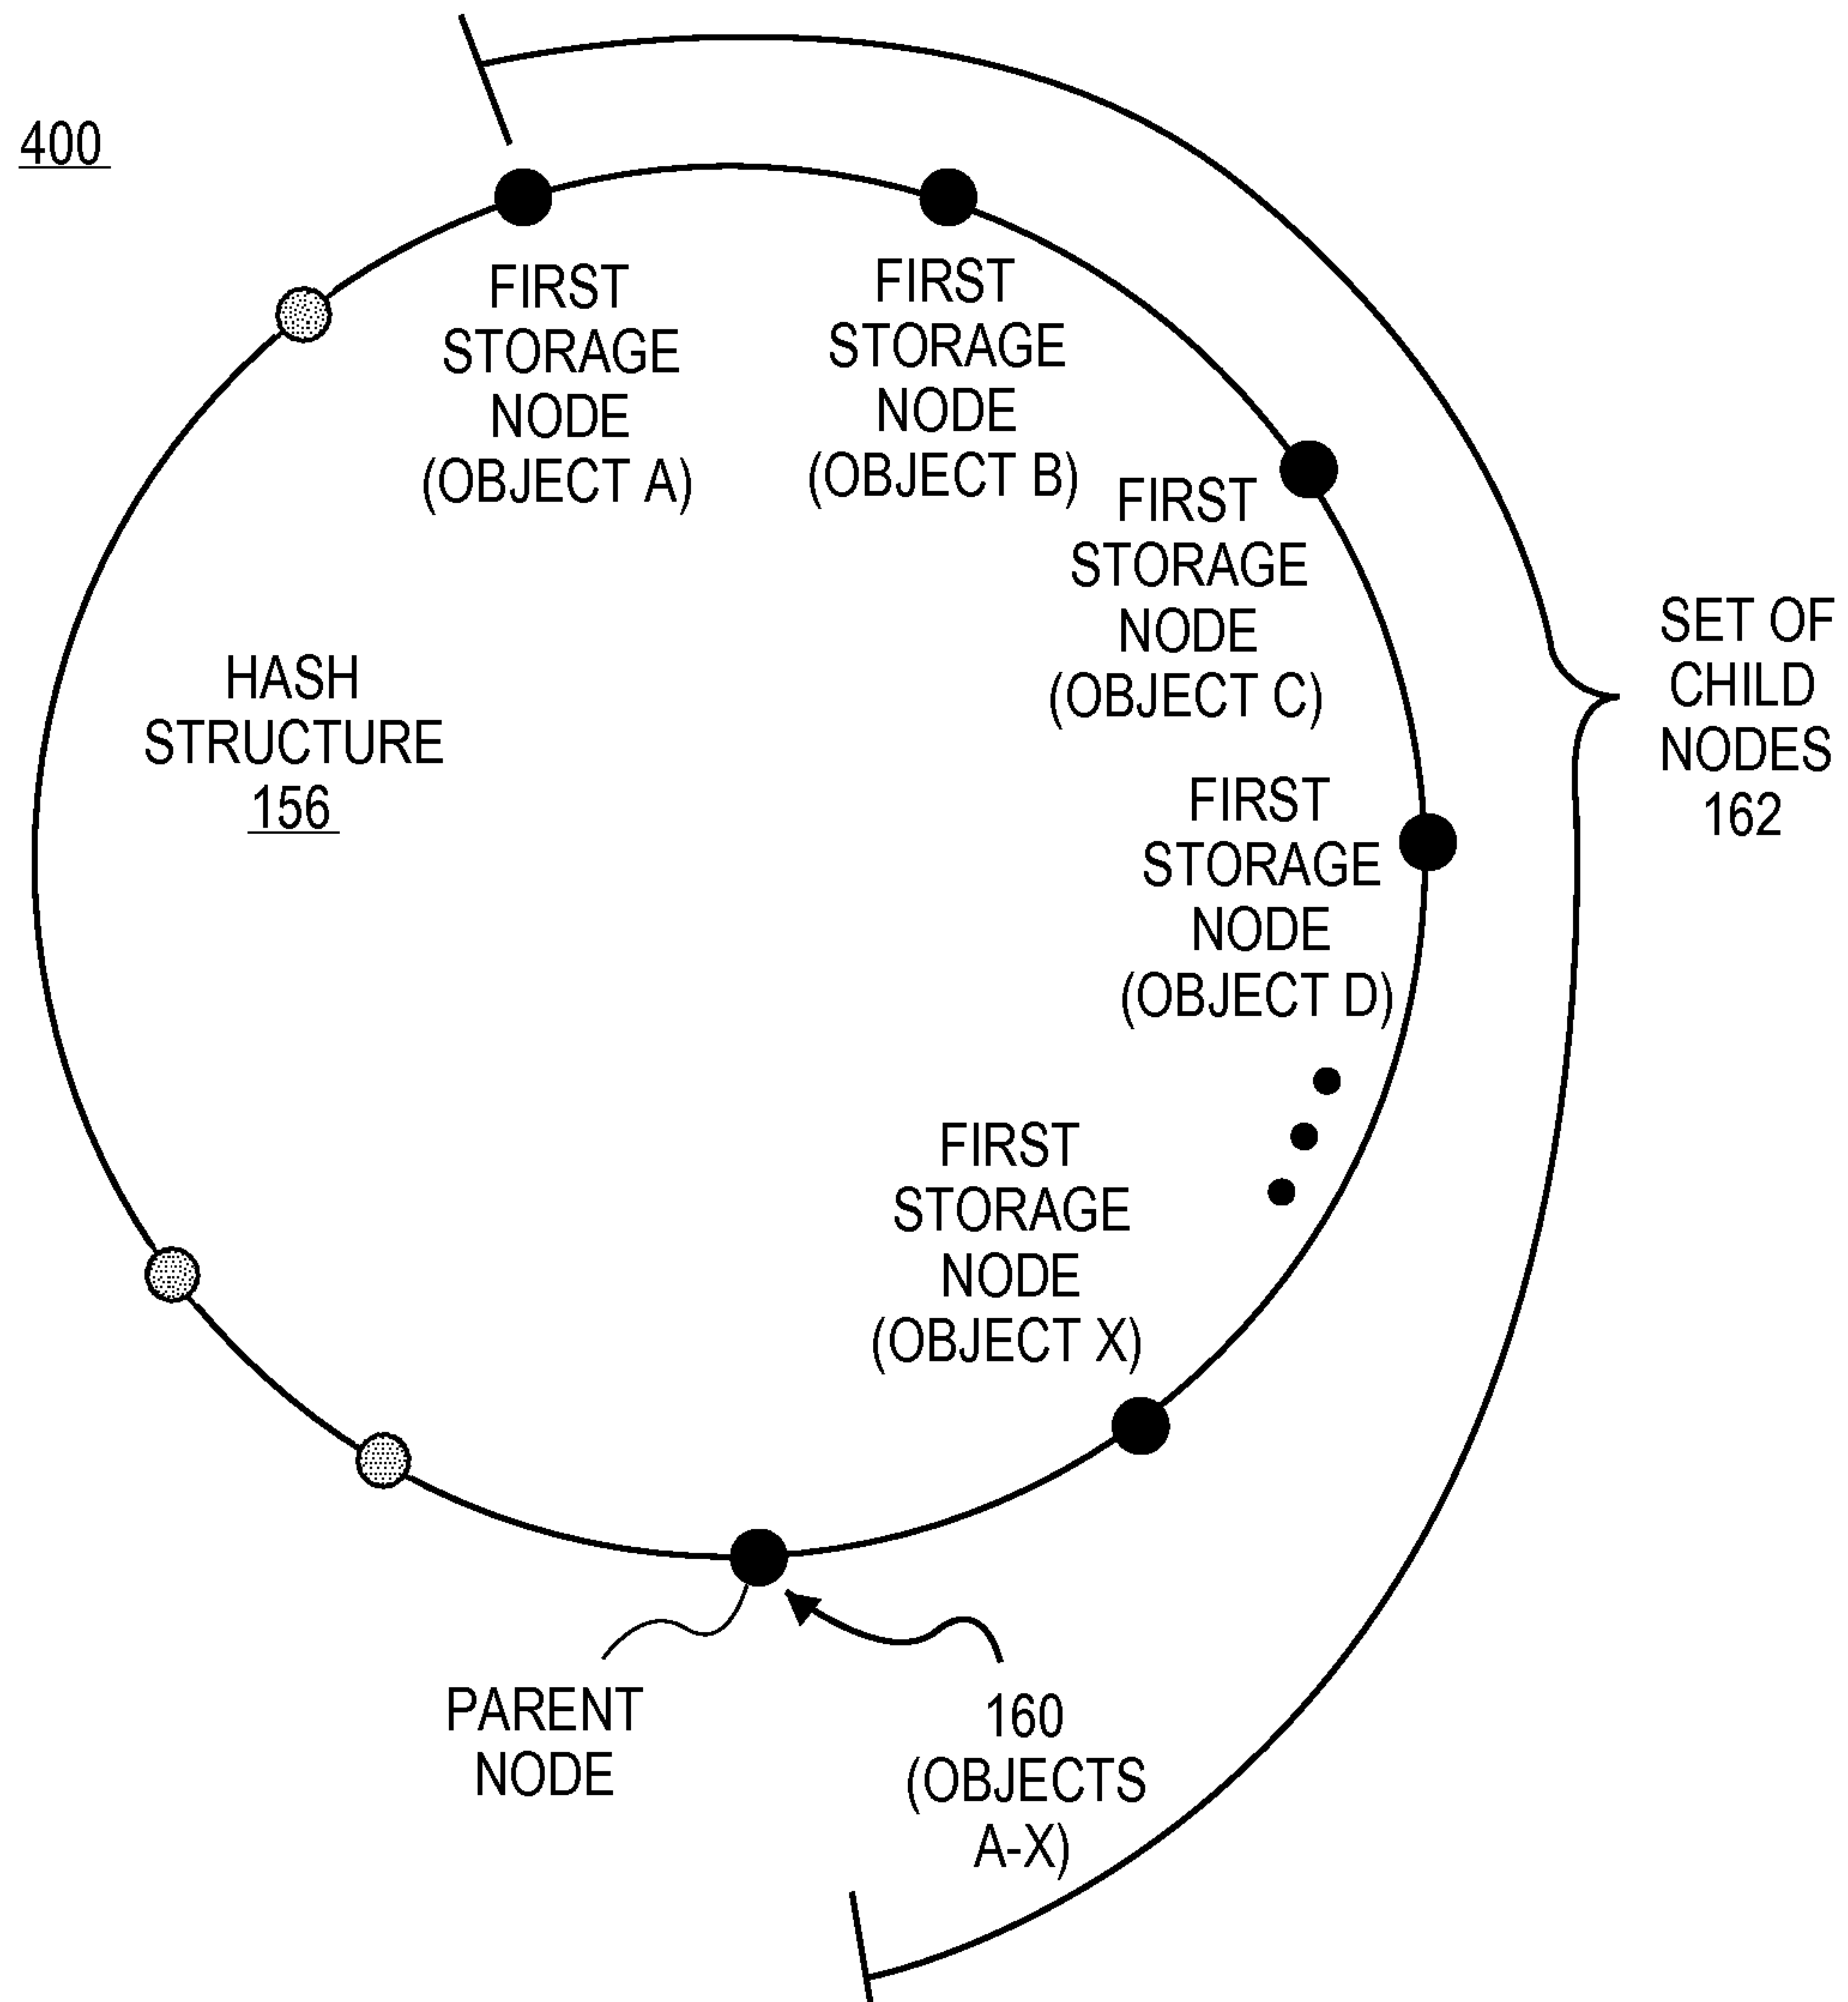 400
FIRST
STORAGE
NODE
(OBJECT A)
FIRST
STORAGE
NODE
(OBJECT B)
FIRST
STORAGE
NODE
(OBJECT C)
HASH
STRUCTURE
156
SET OF
CHILD
NODES
162
FIRST
STORAGE
NODE
(OBJECT D)
FIRST
STORAGE
NODE
(OBJECT X)
PARENT
NODE
160
(OBJECTS
A-X)